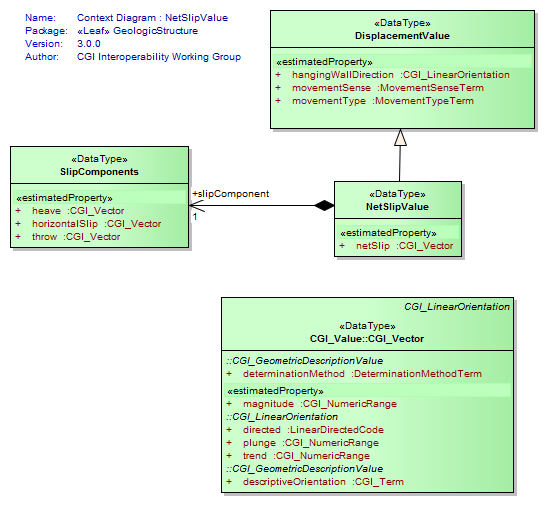 Name: Context Diagram : NetSlipValue
Package: «Leaf» GeologicStructure
Version: 3.0.0
Author: CGI Interoperability Working Group
«DataType»
DisplacementValue
«estimatedProperty»
+ hangingWallDirection :CGI_LinearOrientation
+ movementSense :MovementSenseTerm
+ movementType :MovementTypeTerm
«DataType»
SlipComponents
«estimatedProperty»
+ heave :CGI_Vector
+ horizontalSlip :CGI_Vector
+ throw :CGI_Vector
+slipComponent
1
«DataType»
NetSlipValue
«estimatedProperty»
+ netSlip :CGI_Vector
CGI_LinearOrientation
«DataType»
CGI_Value::CGI_Vector
::CGI_GeometricDescriptionValue
+ determinationMethod :DeterminationMethodTerm
«estimatedProperty»
+ magnitude :CGI_NumericRange
::CGI_LinearOrientation
+ directed :LinearDirectedCode
+ plunge :CGI_NumericRange
+ trend :CGI_NumericRange
::CGI_GeometricDescriptionValue
+ descriptiveOrientation :CGI_Term